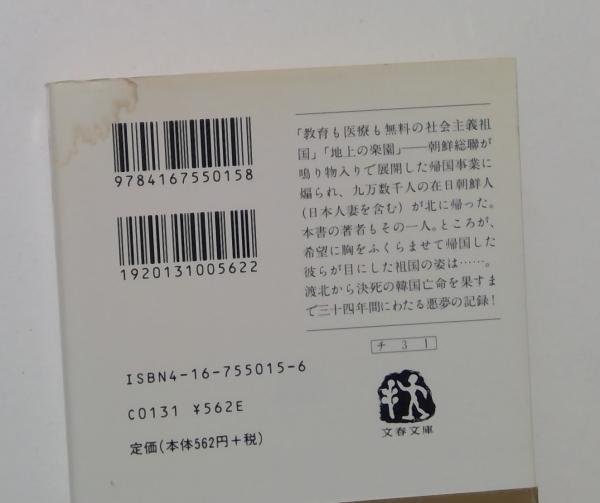 9784167550158
1920131005622
ISBN4-16-755015-6
C0131 ¥562E
定価(本体562円+税)
「教育も医療も無料の社会主義祖
国」「地上の楽園」――朝鮮総聯が
鳴り物入りで展開した帰国事業に
煽られ、九万数千人の在日朝鮮人
(日本人妻を含む)が北に帰った。
本書の著者もその一人。ところが、
希望に胸をふくらませて帰国した
彼らが目にした祖国の姿は……。
渡北から決死の韓国亡命を果すま
で三十四年間にわたる悪夢の記録!
チ 3 1
文春文庫